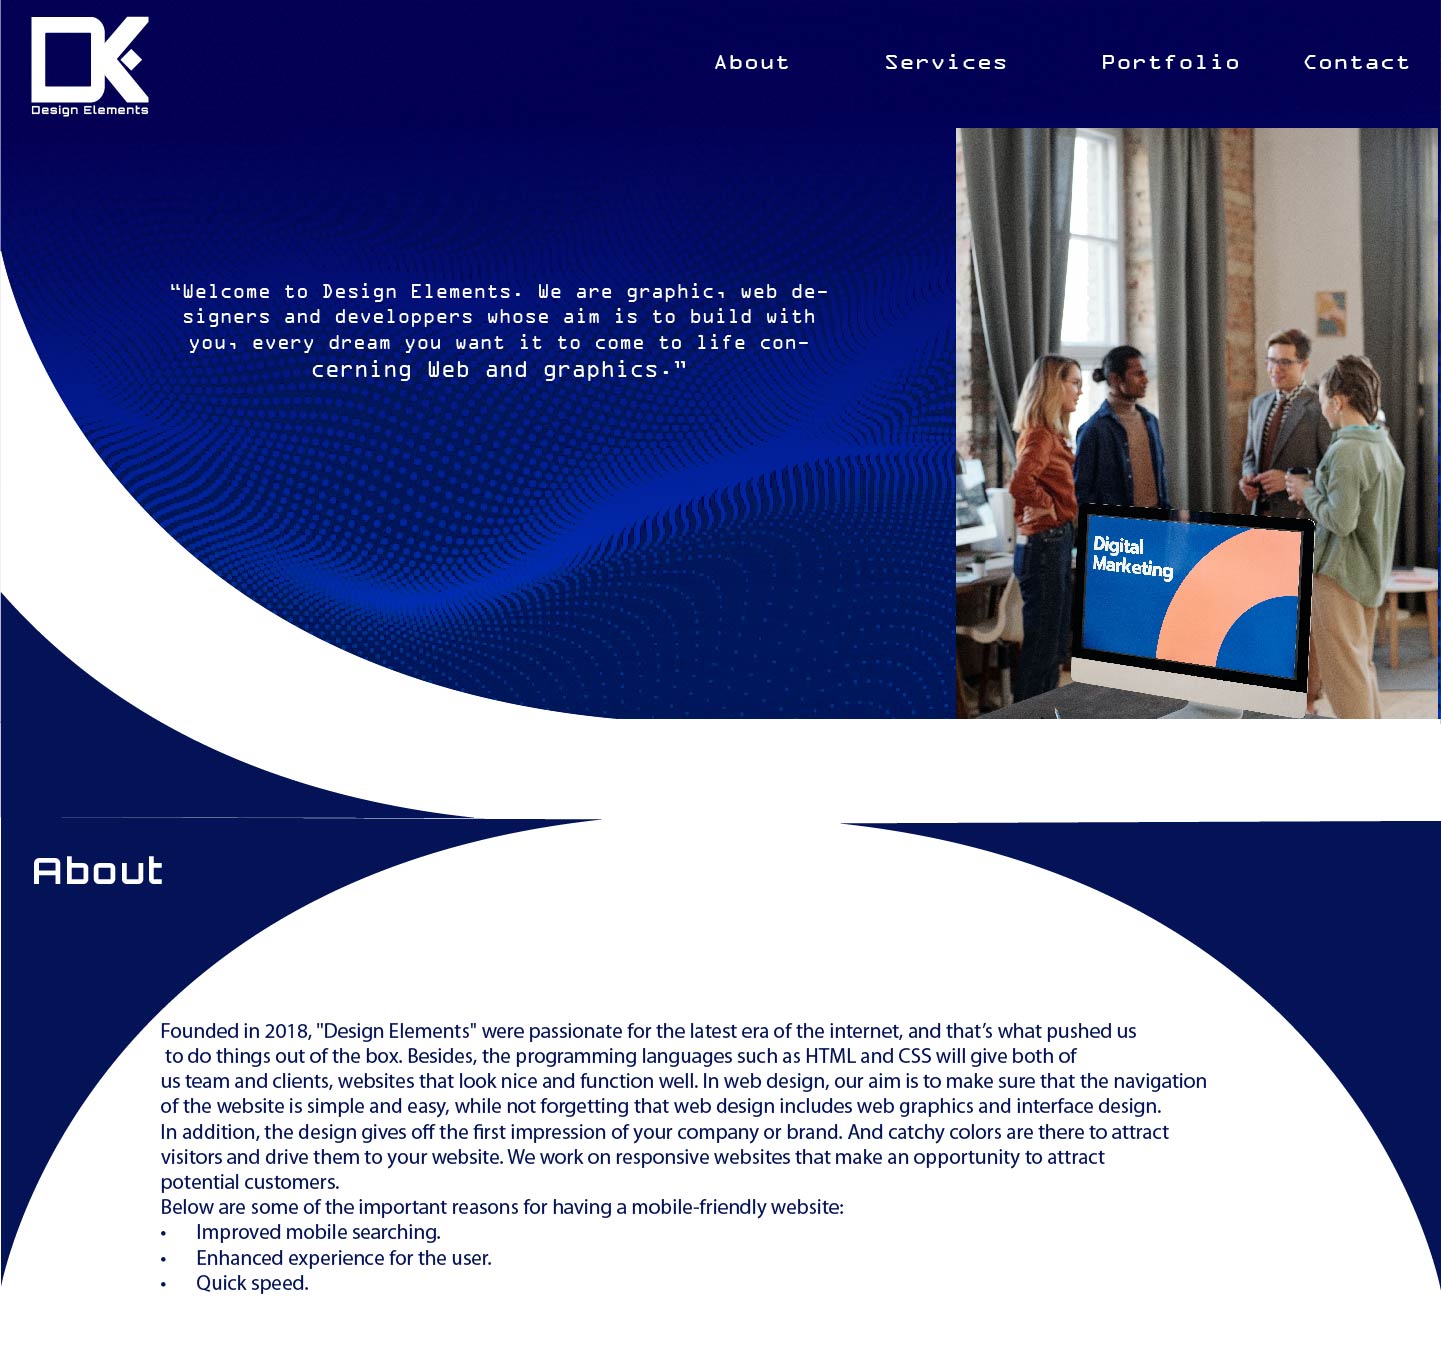 DE
Design Elements
About Services Portfolio Contact
“Welcome to Design Elements. We are graphic, web de-
signers and developpers whose aim is to build with
you, every dream you want it to come to life con-
cerning Web and graphics.”
Digital
Marketing
About
Founded in 2018, "Design Elements" were passionate for the latest era of the internet, and that’s what pushed us
to do things out of the box. Besides, the programming languages such as HTML and CSS will give both of
us team and clients, websites that look nice and function well. In web design, our aim is to make sure that the navigation
of the website is simple and easy, while not forgetting that web design includes web graphics and interface design.
In addition, the design gives off the first impression of your company or brand. And catchy colors are there to attract
visitors and drive them to your website. We work on responsive websites that make an opportunity to attract
potential customers.
Below are some of the important reasons for having a mobile-friendly website:
• Improved mobile searching.
• Enhanced experience for the user.
• Quick speed.